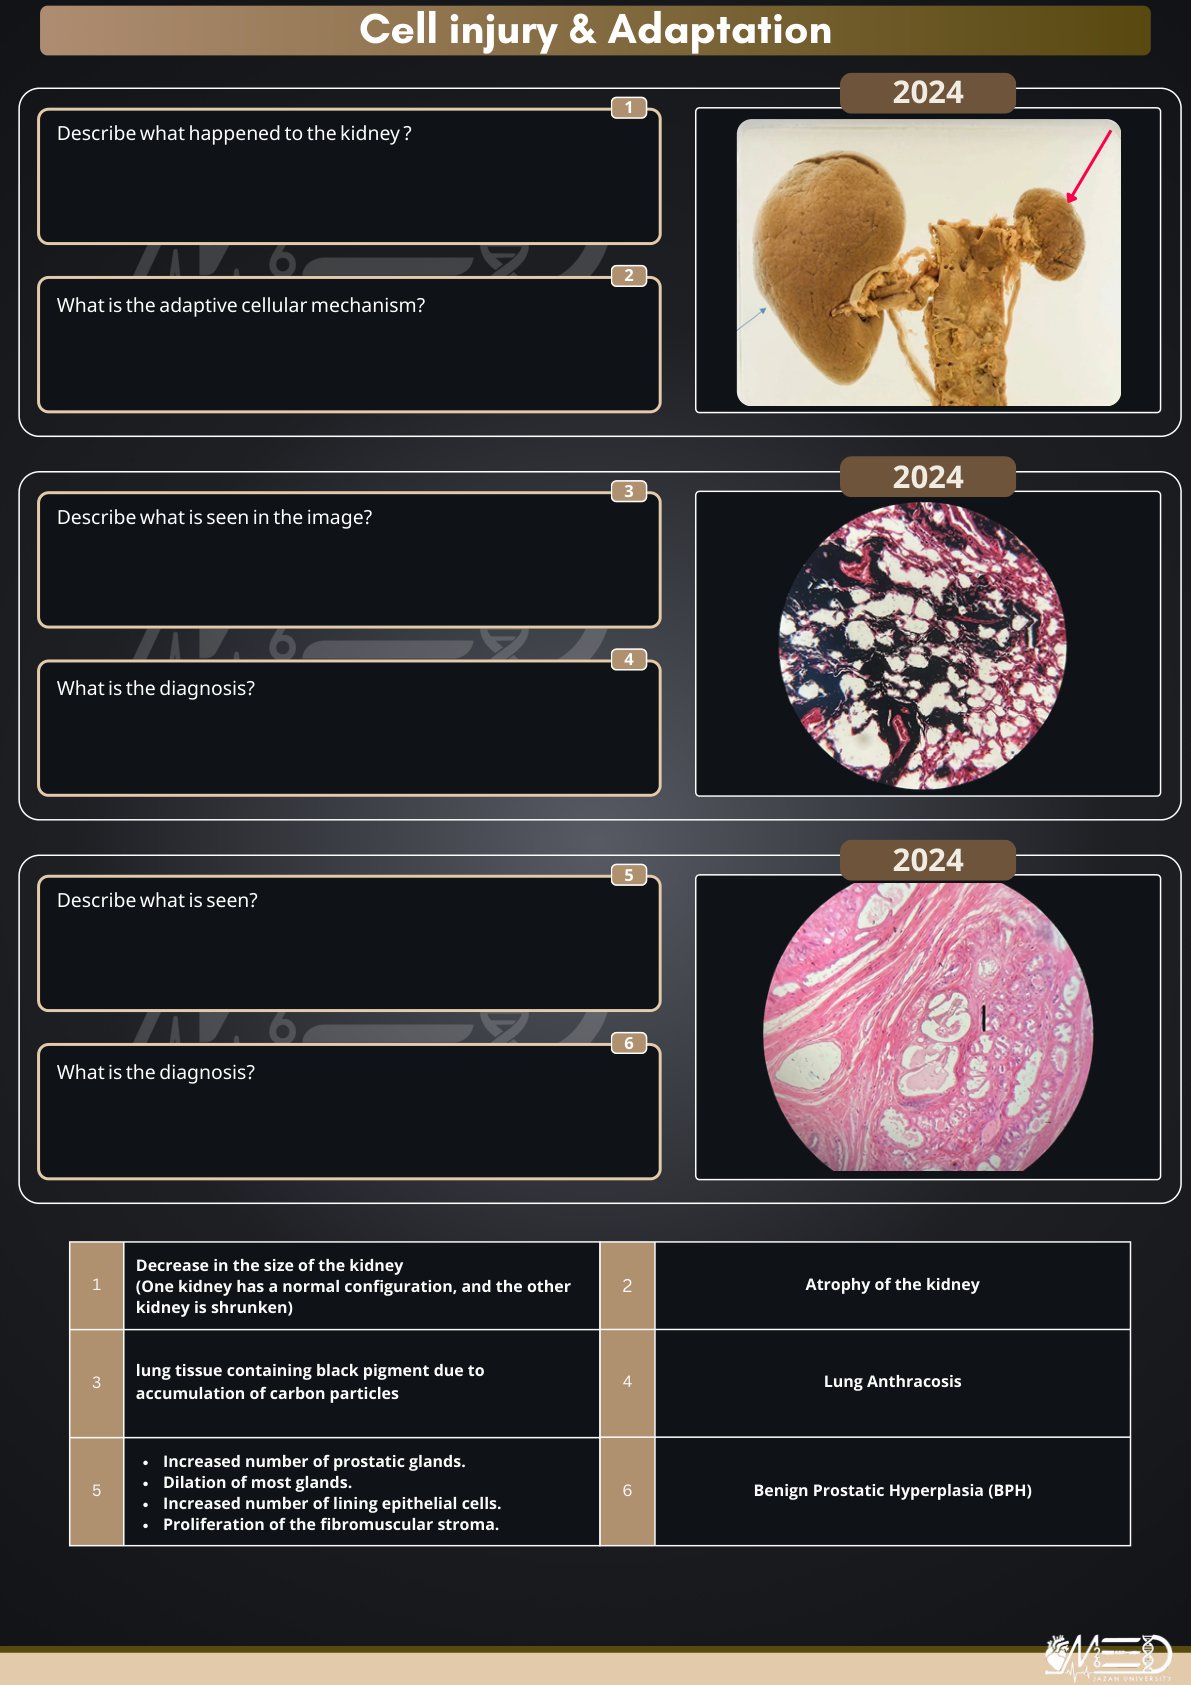 Cell injury & Adaptation
2024
1
Describe what happened to the kidney ?
2
What is the adaptive cellular mechanism?
2024
3
Describe what is seen in the image?
4
What is the diagnosis?
2024
5
Describe what is seen?
6
What is the diagnosis?
1
Decrease in the size of the kidney
(One kidney has a normal configuration, and the other
kidney is shrunken)
2
Atrophy of the kidney
3
lung tissue containing black pigment due to
accumulation of carbon particles
4
Lung Anthracosis
5
• Increased number of prostatic glands.
• Dilation of most glands.
• Increased number of lining epithelial cells.
• Proliferation of the fibromuscular stroma.
6
Benign Prostatic Hyperplasia (BPH)
MED
JAZAN UNIVERSITY